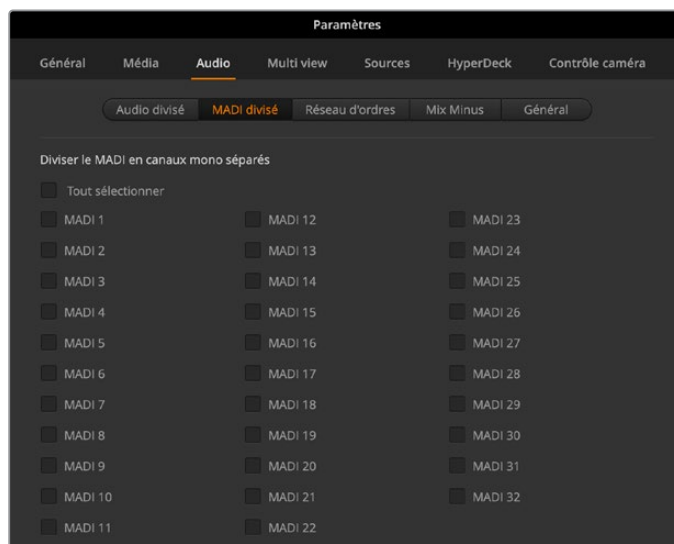 Paramètres
Général Média Audio Multi view Sources HyperDeck Contrôle caméra
Audio divisé MADI divisé Réseau d'ordres Mix Minus Général
Diviser le MADI en canaux mono séparés
Tout sélectionner
MADI 1 MADI 12 MADI 23
MADI 2 MADI 13 MADI 24
MADI 3 MADI 14 MADI 25
MADI 4 MADI 15 MADI 26
MADI 5 MADI 16 MADI 27
MADI 6 MADI 17 MADI 28
MADI 7 MADI 18 MADI 29
MADI 8 MADI 19 MADI 30
MADI 9 MADI 20 MADI 31
MADI 10 MADI 21 MADI 32
MADI 11 MADI 22